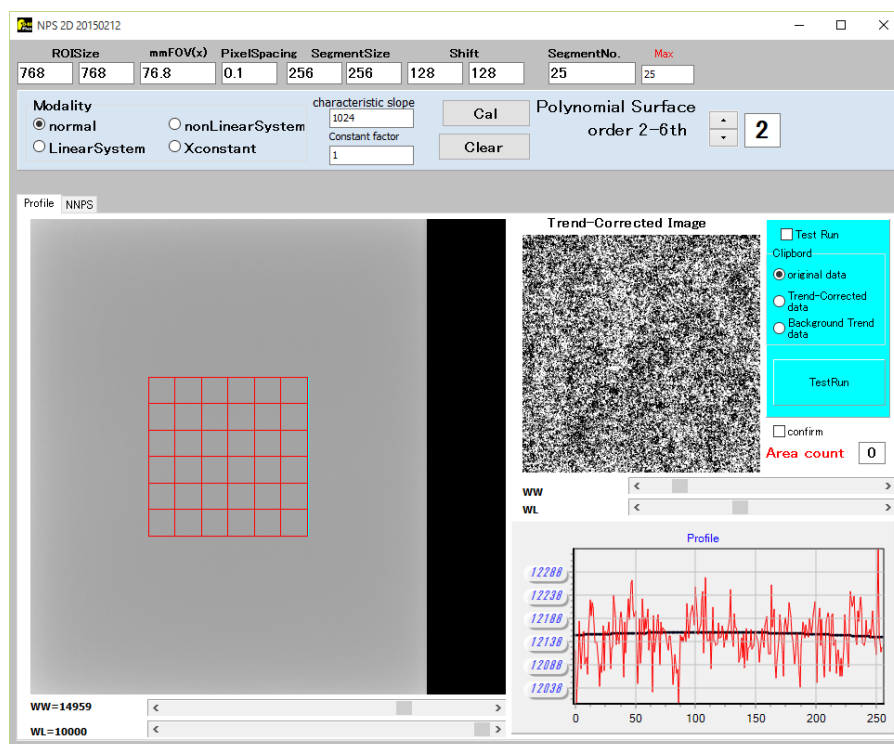 NPS 2D 20150212
ROISize mmFOV(x) PixelSpacing SegmentSize Shift SegmentNo. Max
768 768 76.8 0.1 256 256 128 128 25 25
Modality
normal nonLinearSystem
LinearSystem Xconstant
characteristic slope
1024
Constant factor
1
Cal
Clear
Polynomial Surface
order 2-6th
2
Profile NNPS
Trend-Corrected Image
Test Run
Clipbord
original data
Trend-Corrected
data
Background Trend
data
TestRun
confirm
Area count 0
WW
WL
Profile
12288
12238
12188
12138
12088
12038
0 50 100 150 200 250
WW=14959
WL=10000